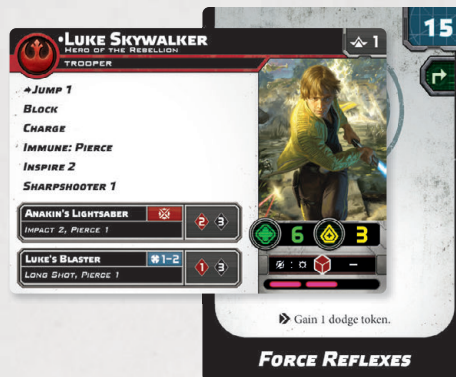 •Luke Skywalker
Hero of the Rebellion
1
Trooper
Jump 1
Block
Charge
Immune: Pierce
Inspire 2
Sharpshooter 1
Anakin's Lightsaber
2 3
Impact 2, Pierce 1
Luke's Blaster 1–2
1 3
Long Shot, Pierce 1
6 3
: –
15
Gain 1 dodge token.
Force Reflexes